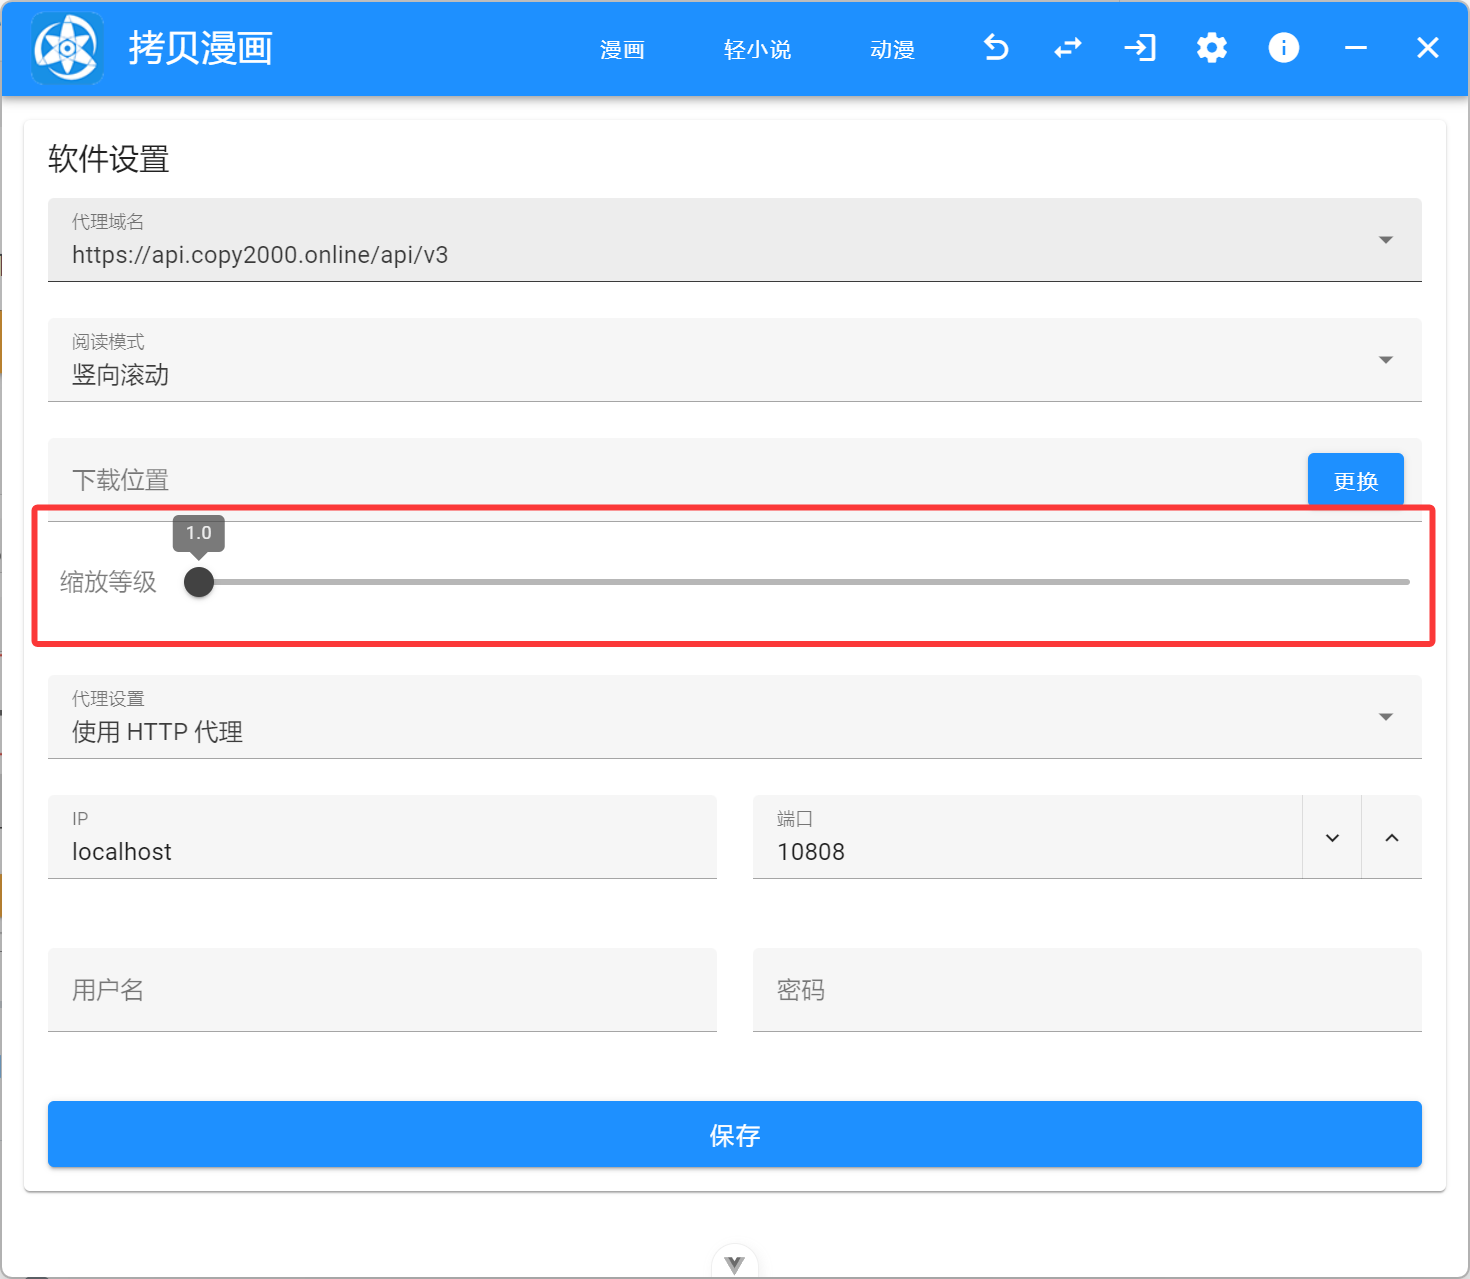 拷贝漫画
漫画
轻小说
动漫
软件设置
代理域名
https://api.copy2000.online/api/v3
阅读模式
竖向滚动
下载位置
更换
1.0
缩放等级
代理设置
使用 HTTP 代理
IP
localhost
端口
10808
用户名
密码
保存